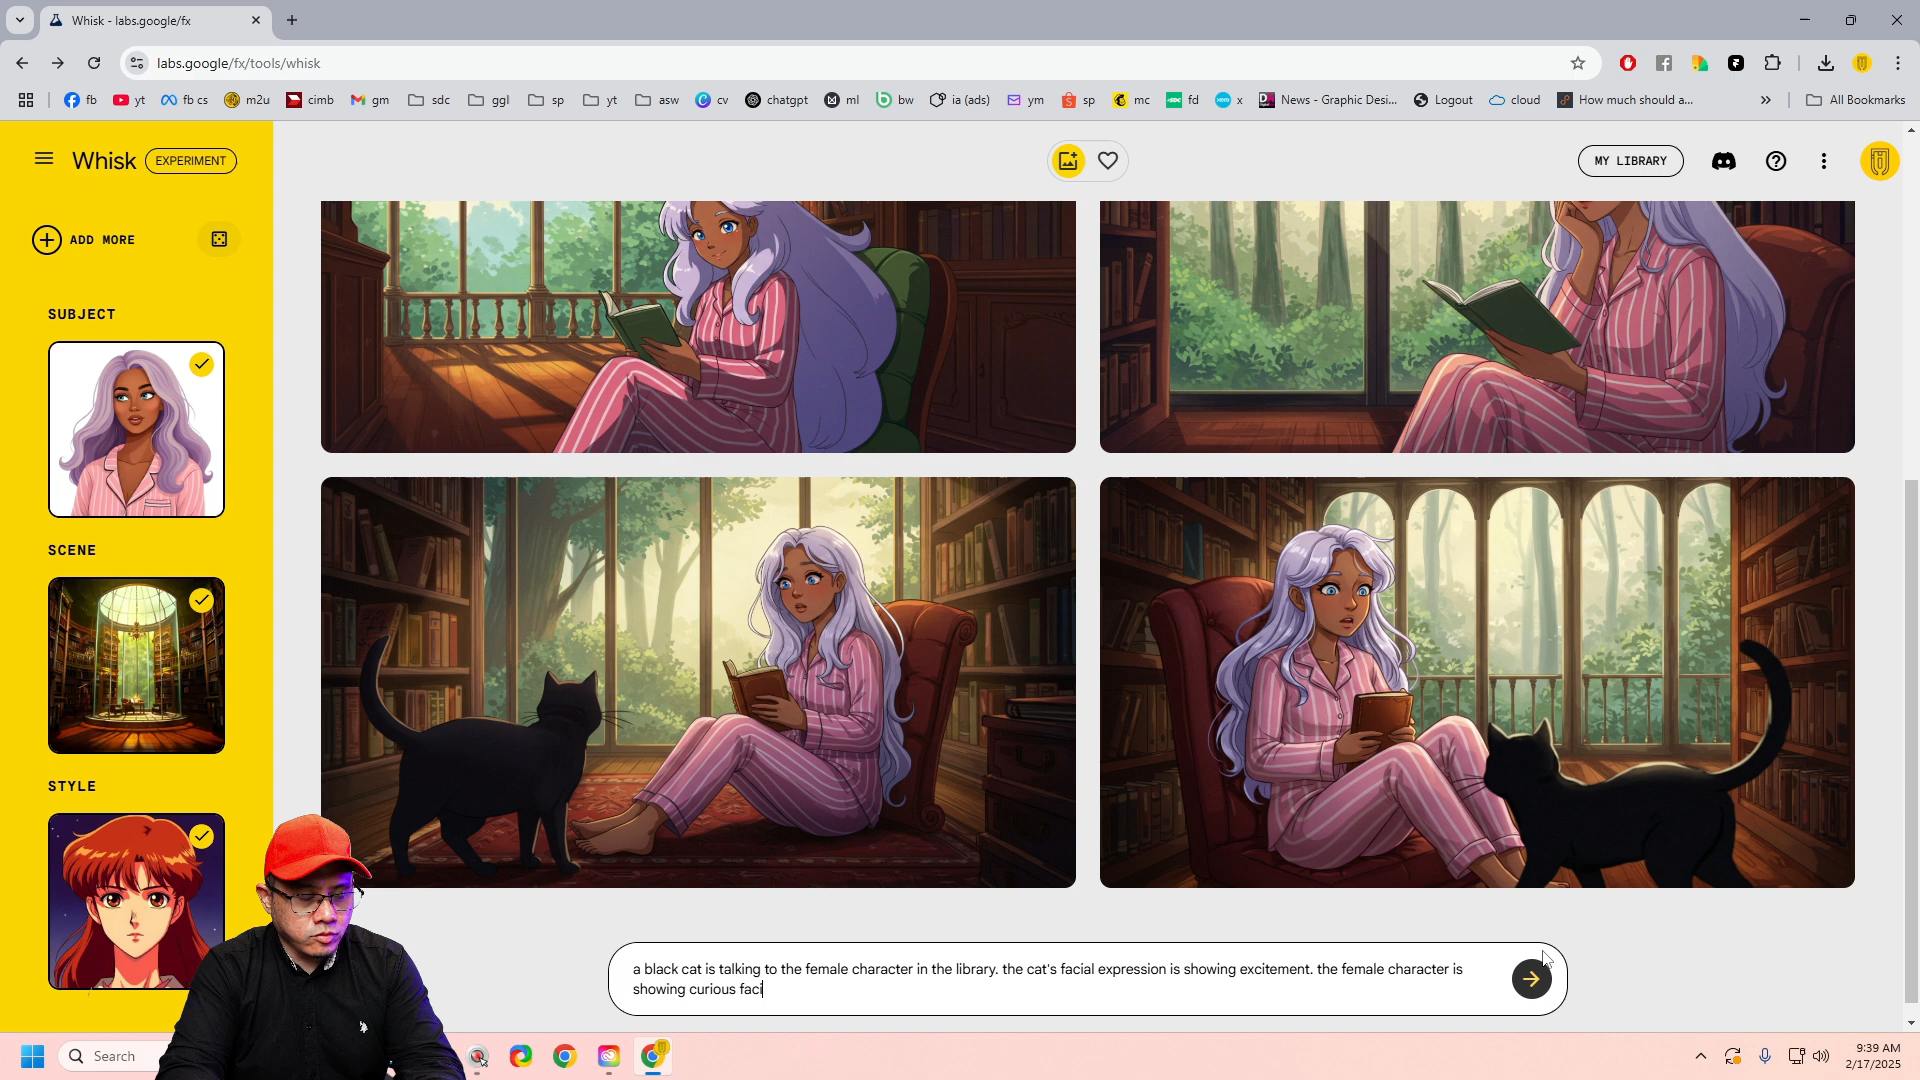 Whisk - labs.google/fx
labs.google/fx/tools/whisk
fb
yt
fb cs
m2u
cimb
gm
sdc
ggl
sp
yt
asw
cv
chatgpt
ml
bw
ia (ads)
ym
sp
mc
fd
x
News - Graphic Desi...
Logout
cloud
How much should a...
All Bookmarks
Whisk
EXPERIMENT
MY LIBRARY
ADD MORE
SUBJECT
SCENE
STYLE
a black cat is talking to the female character in the library. the cat's facial expression is showing excitement. the female character is
showing curious faci
Search
9:39 AM
2/17/2025